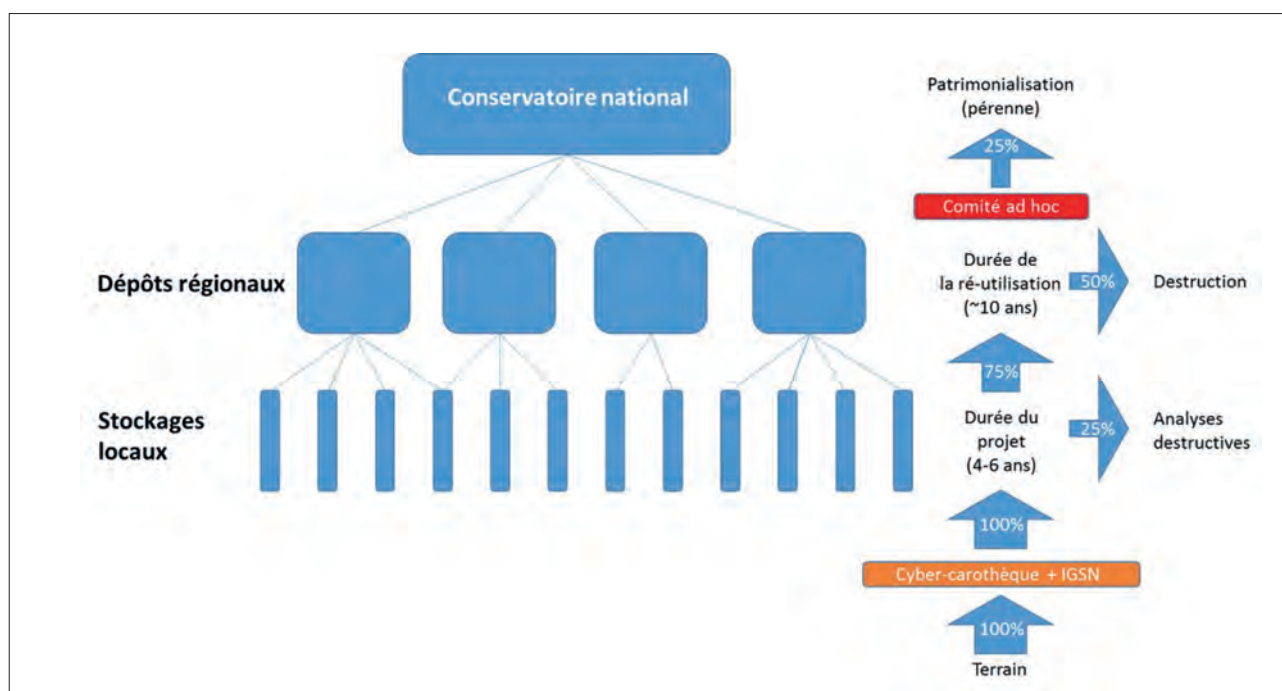 Conservatoire national
Dépôts régionaux
Stockages
locaux
Patrimonialisation
(pérenne)
25%
Comité ad hoc
Durée de
la ré-utilisation
(~10 ans)
50%
Destruction
75%
Durée du
projet
(4-6 ans)
25%
Analyses
destructives
100%
Cyber-carothèque + IGSN
100%
Terrain